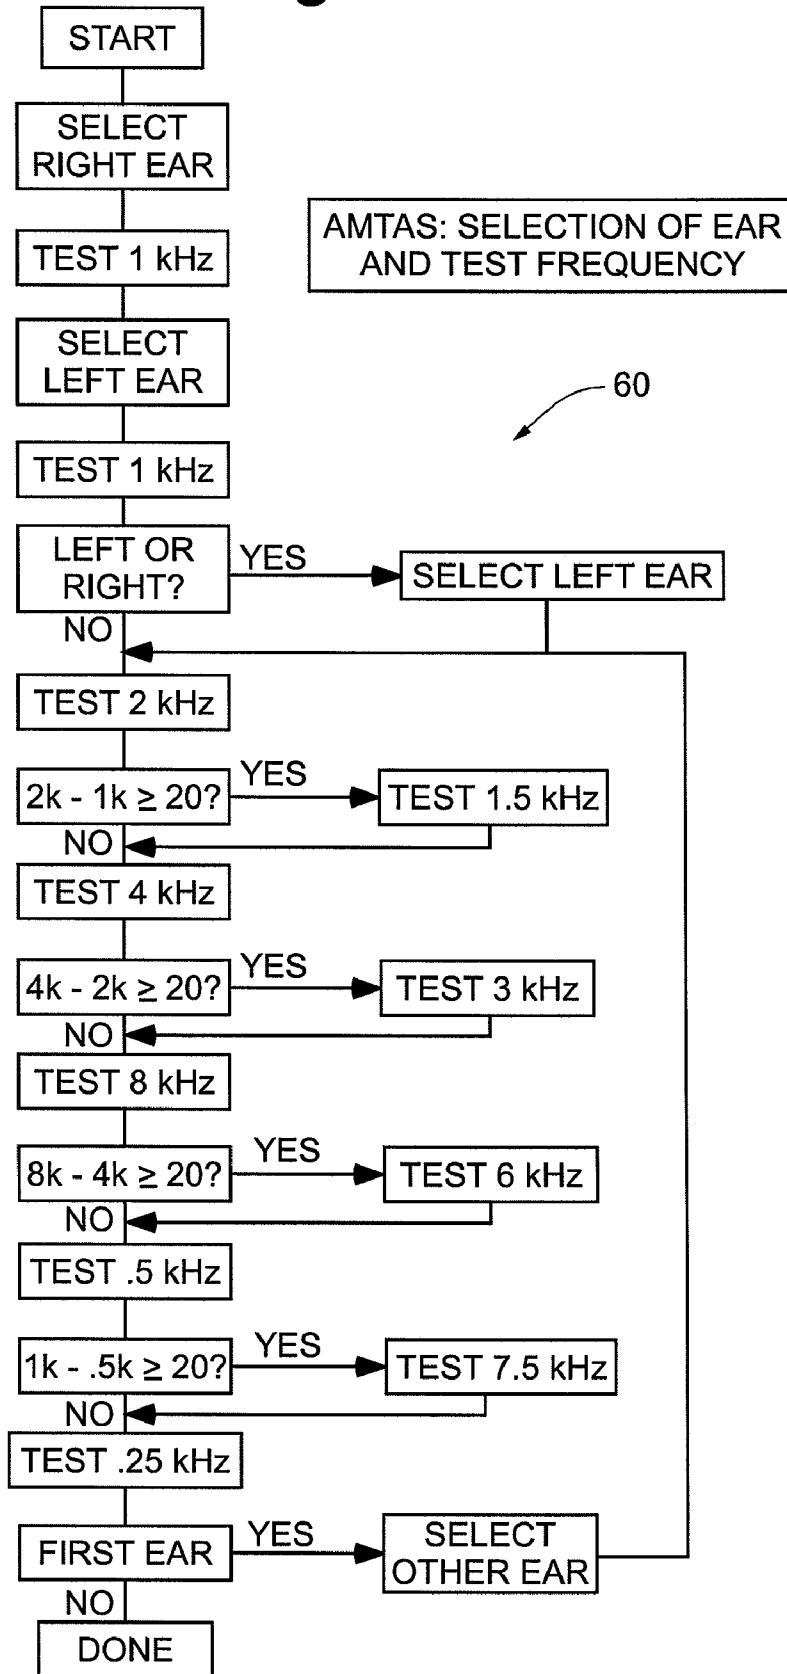 START
SELECT
RIGHT EAR
AMTAS: SELECTION OF EAR
AND TEST FREQUENCY
TEST 1 kHz
SELECT
LEFT EAR
60
TEST 1 kHz
LEFT OR
RIGHT?
YES
SELECT LEFT EAR
NO
TEST 2 kHz
2k - 1k ≥ 20?
YES
TEST 1.5 kHz
NO
TEST 4 kHz
4k - 2k ≥ 20?
YES
TEST 3 kHz
NO
TEST 8 kHz
8k - 4k ≥ 20?
YES
TEST 6 kHz
NO
TEST .5 kHz
1k - .5k ≥ 20?
YES
TEST 7.5 kHz
NO
TEST .25 kHz
FIRST EAR
YES
SELECT
OTHER EAR
NO
DONE